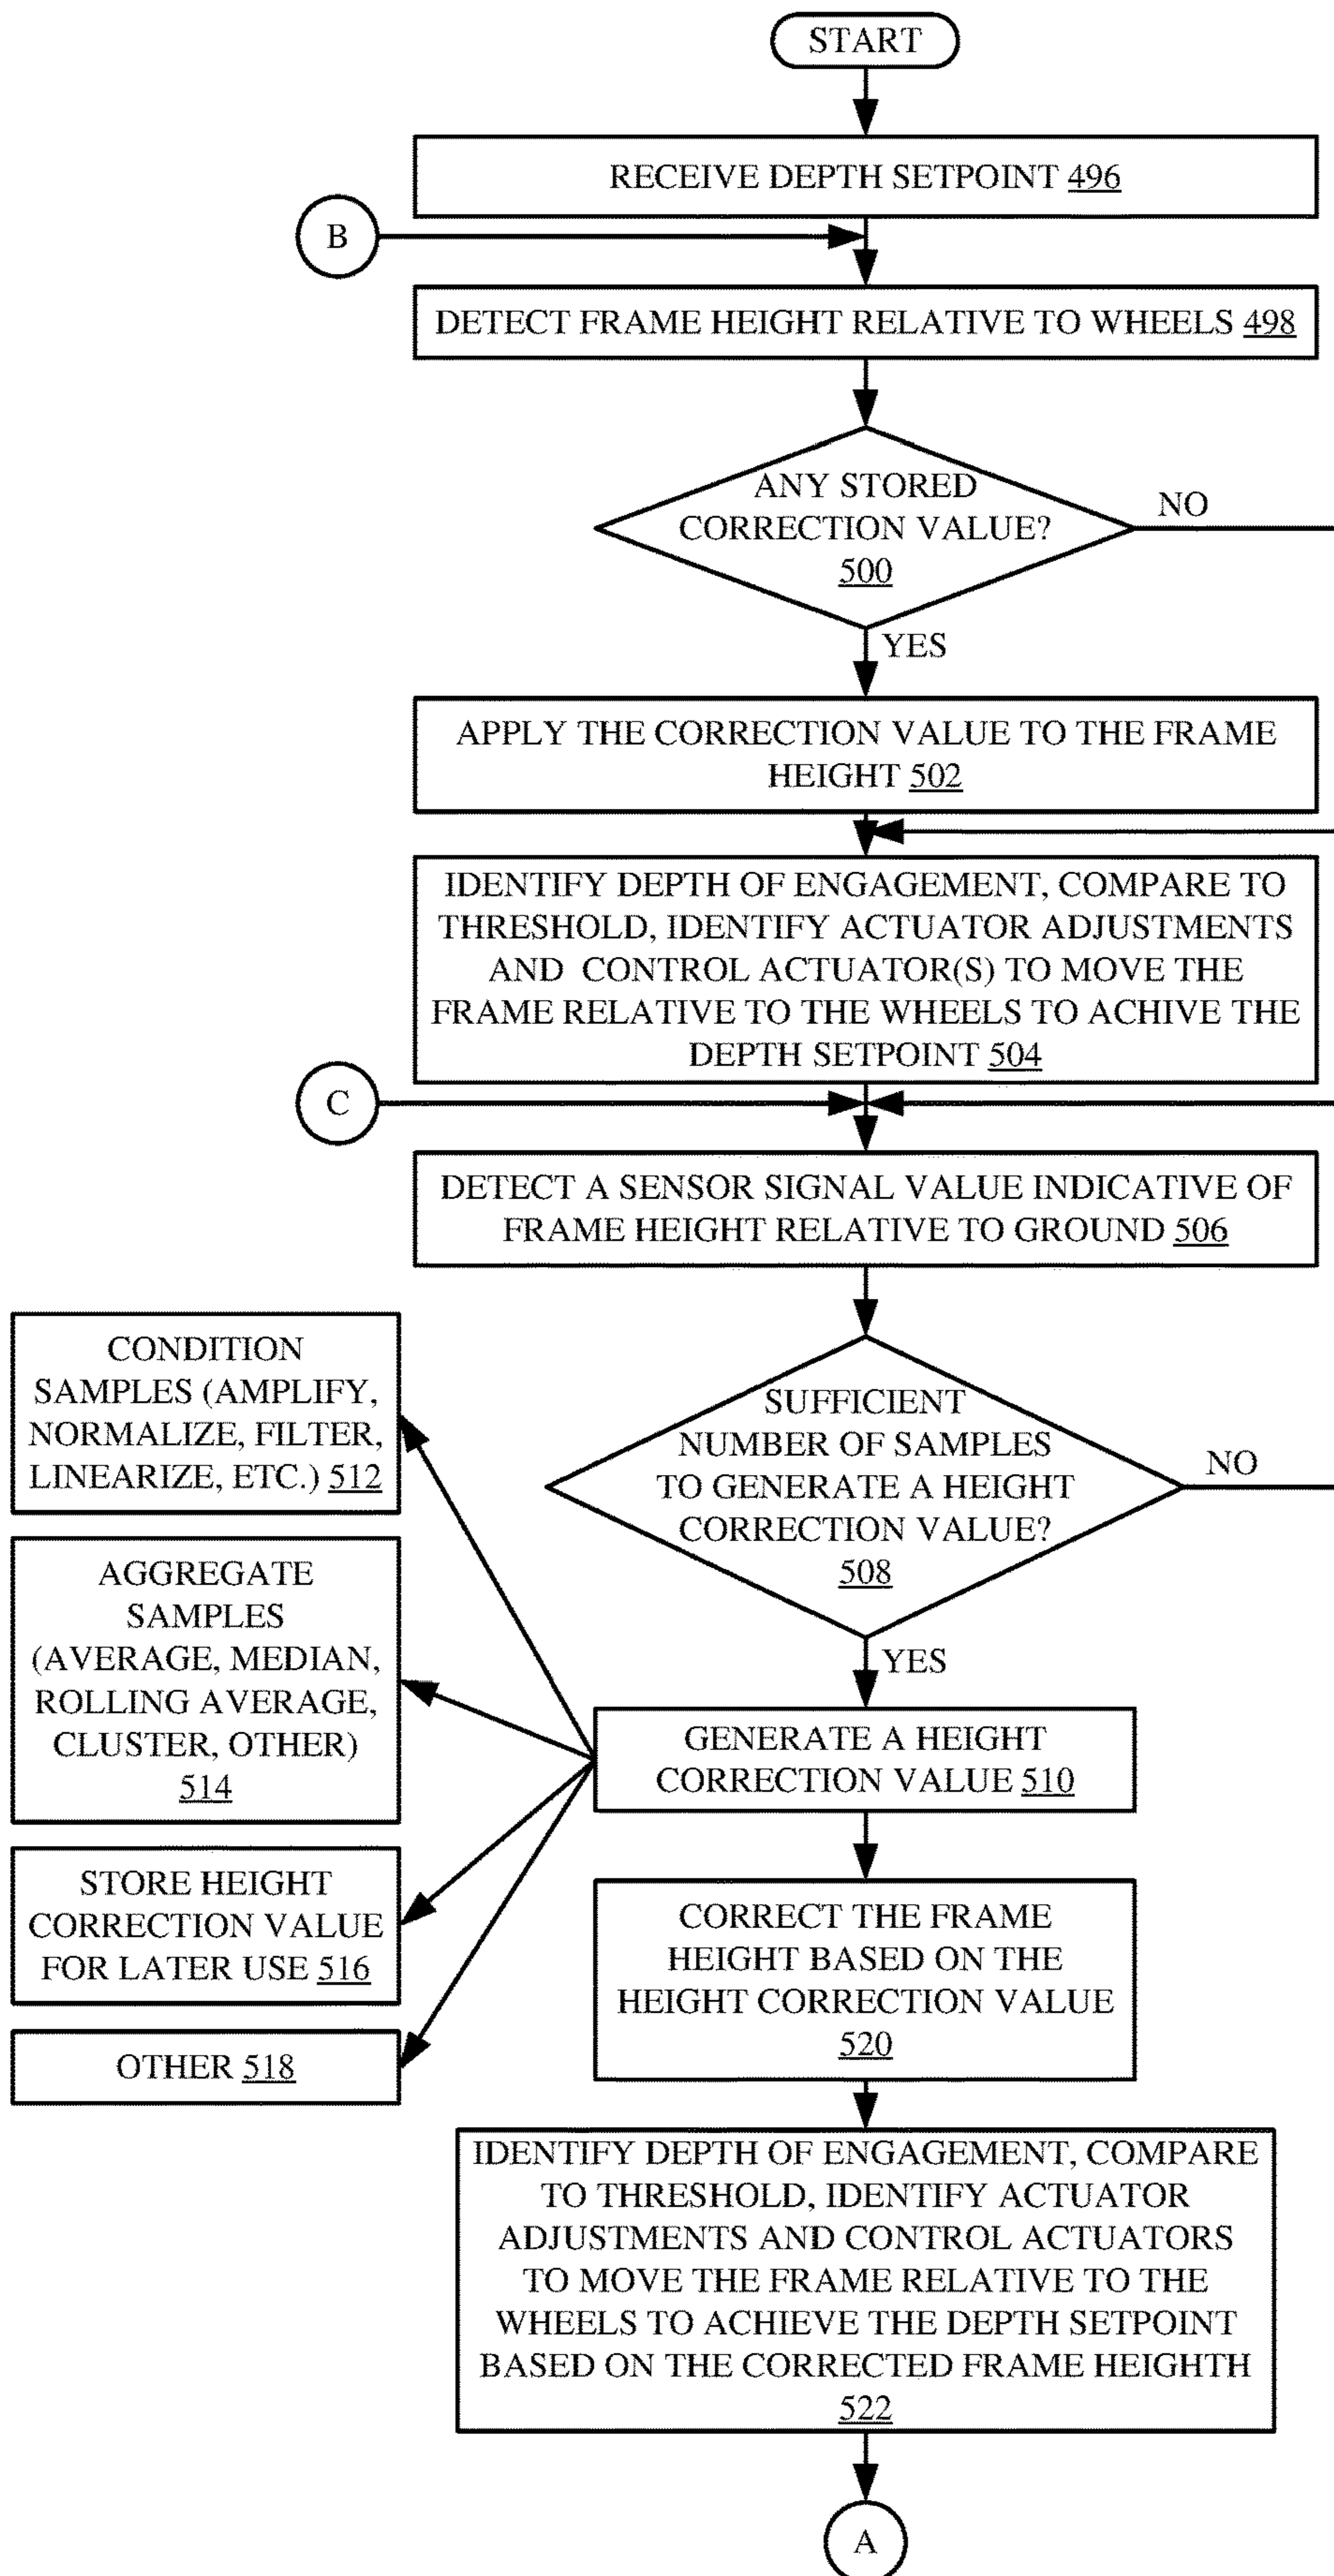 START
RECEIVE DEPTH SETPOINT 496
B
DETECT FRAME HEIGHT RELATIVE TO WHEELS 498
ANY STORED
CORRECTION VALUE?
500
NO
YES
APPLY THE CORRECTION VALUE TO THE FRAME
HEIGHT 502
IDENTIFY DEPTH OF ENGAGEMENT, COMPARE TO
THRESHOLD, IDENTIFY ACTUATOR ADJUSTMENTS
AND CONTROL ACTUATOR(S) TO MOVE THE
FRAME RELATIVE TO THE WHEELS TO ACHIVE THE
DEPTH SETPOINT 504
C
DETECT A SENSOR SIGNAL VALUE INDICATIVE OF
FRAME HEIGHT RELATIVE TO GROUND 506
SUFFICIENT
NUMBER OF SAMPLES
TO GENERATE A HEIGHT
CORRECTION VALUE?
508
NO
YES
GENERATE A HEIGHT
CORRECTION VALUE 510
CONDITION
SAMPLES (AMPLIFY,
NORMALIZE, FILTER,
LINEARIZE, ETC.) 512
AGGREGATE
SAMPLES
(AVERAGE, MEDIAN,
ROLLING AVERAGE,
CLUSTER, OTHER)
514
STORE HEIGHT
CORRECTION VALUE
FOR LATER USE 516
OTHER 518
CORRECT THE FRAME
HEIGHT BASED ON THE
HEIGHT CORRECTION VALUE
520
IDENTIFY DEPTH OF ENGAGEMENT, COMPARE
TO THRESHOLD, IDENTIFY ACTUATOR
ADJUSTMENTS AND CONTROL ACTUATORS
TO MOVE THE FRAME RELATIVE TO THE
WHEELS TO ACHIEVE THE DEPTH SETPOINT
BASED ON THE CORRECTED FRAME HEIGHTH
522
A